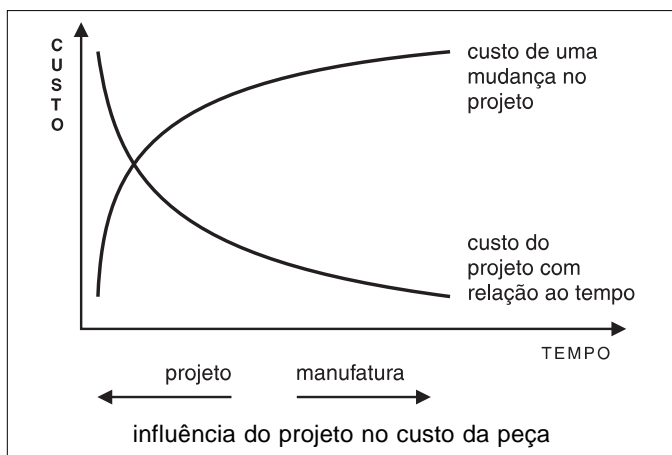 CUSTO
custo de uma
mudança no
projeto
custo do
projeto com
relação ao tempo
TEMPO
projeto
manufatura
influência do projeto no custo da peça